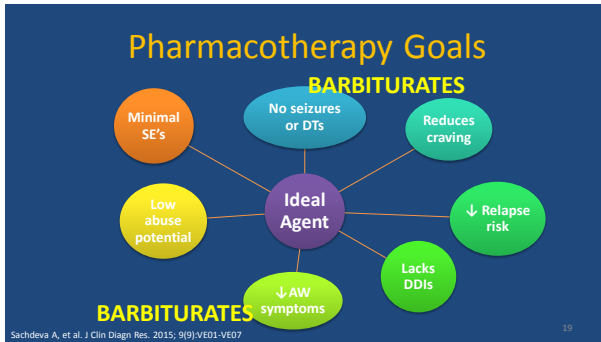 Pharmacotherapy Goals
BARBITURATES
No seizures
or DTs
Minimal
SE's
Reduces
craving
Ideal
Agent
Low
abuse
potential
↓ Relapse
risk
Lacks
DDIs
↓AW
symptoms
BARBITURATES
Sachdeva A, et al. J Clin Diagn Res. 2015; 9(9):VE01-VE07
19